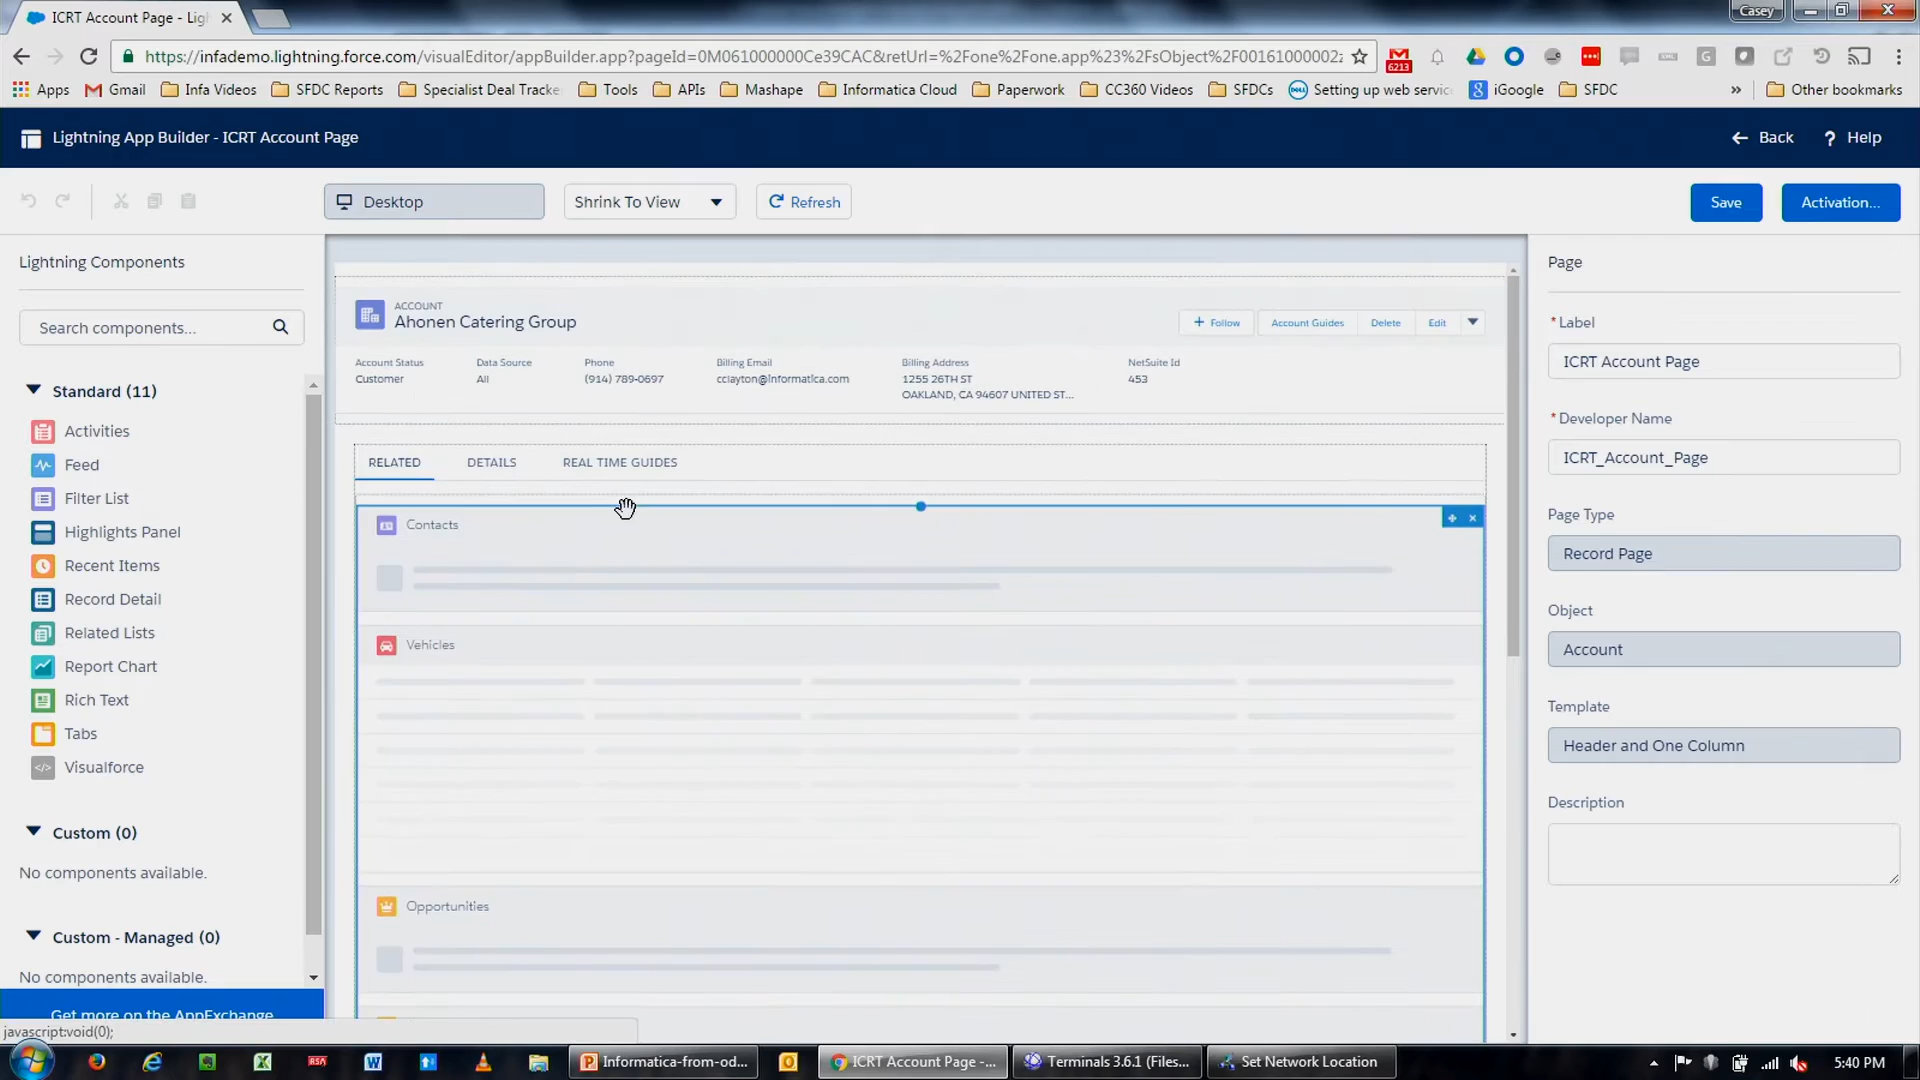 ICRT Account Page - Ligh
Casey
https://infademo.lightning.force.com/visualEditor/appBuilder.app?pageId=0M061000000Ce39CAC&retUrl=%2Fone%2Fone.app%23%2FsObject%2F00161000002z
6213
Apps Gmail Infa Videos SFDC Reports Specialist Deal Tracke Tools APIs Mashape Informatica Cloud Paperwork CC360 Videos SFDCs Setting up web servic iGoogle SFDC » Other bookmarks
Lightning App Builder - ICRT Account Page
Back ? Help
Desktop Shrink To View Refresh Save Activation...
Lightning Components
Search components...
Standard (11)
Activities
Feed
Filter List
Highlights Panel
Recent Items
Record Detail
Related Lists
Report Chart
Rich Text
Tabs
Visualforce
Custom (0)
No components available.
Custom - Managed (0)
No components available.
Get more on the AppExchange
javascript:void(0);
ACCOUNT
Ahonen Catering Group
+ Follow Account Guides Delete Edit
Account Status Data Source Phone Billing Email Billing Address NetSuite Id
Customer All (914) 789-0697 cclayton@informatica.com 1255 26TH ST 453
OAKLAND, CA 94607 UNITED ST...
RELATED DETAILS REAL TIME GUIDES
Contacts
Vehicles
Opportunities
Page
* Label
ICRT Account Page
* Developer Name
ICRT_Account_Page
Page Type
Record Page
Object
Account
Template
Header and One Column
Description
RSA
Informatica-from-od...
ICRT Account Page -...
Terminals 3.6.1 (Files...
Set Network Location
5:40 PM